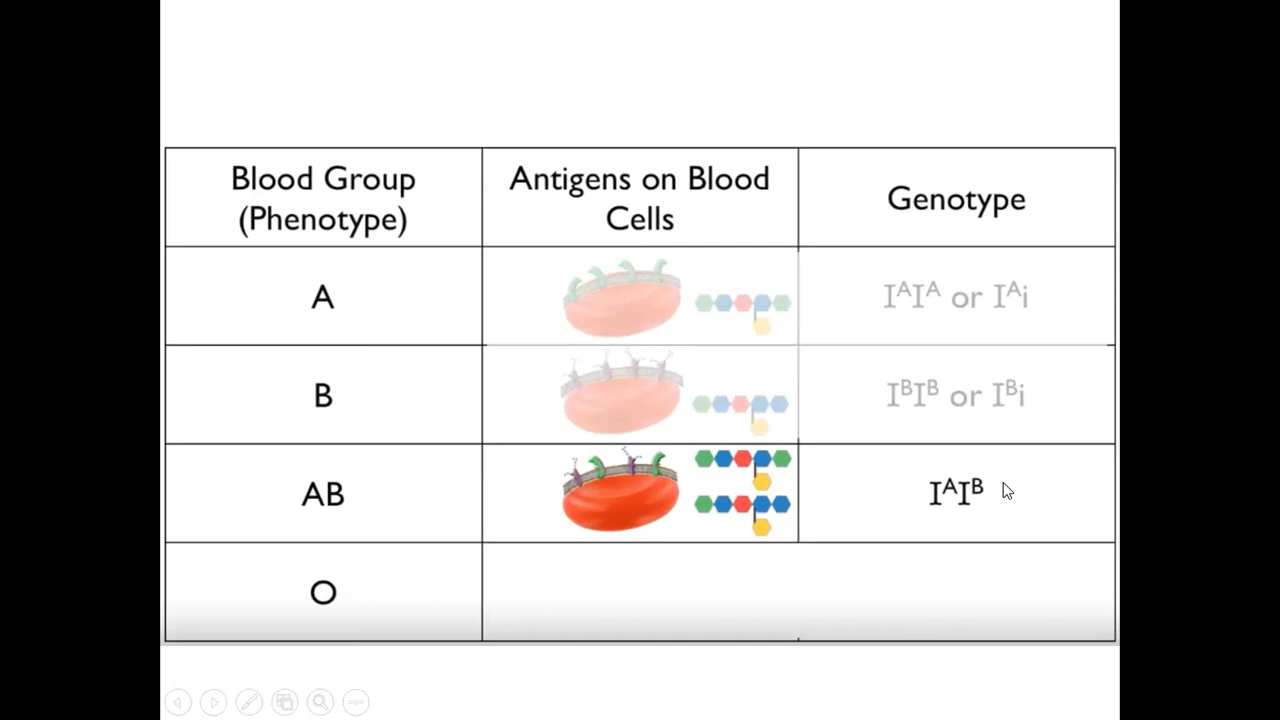 Blood Group
(Phenotype)
Antigens on Blood
Cells
Genotype
A
IᴬIᴬ or Iᴬi
B
IᴮIᴮ or Iᴮi
AB
IᴬIᴮ
O